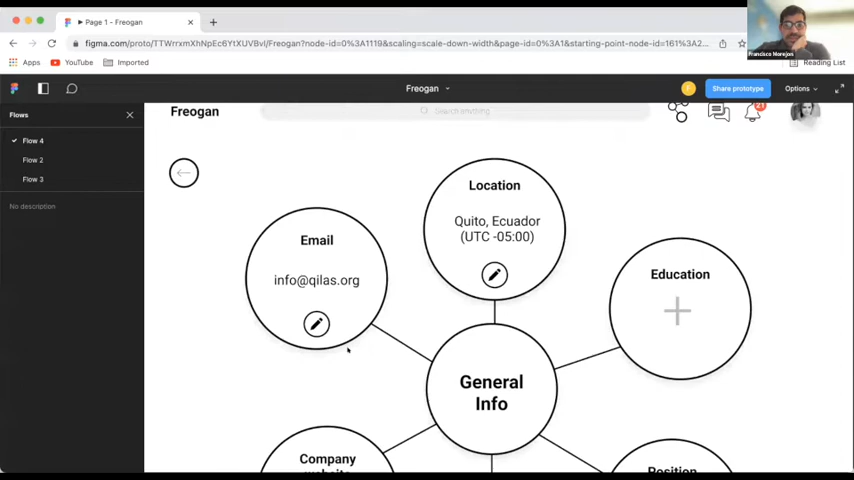 Page 1 - Freogan
figma.com/proto/TTWrrxmXhNpEc6YtXUVBvl/Freogan?node-id=0%3A1119&scaling=scale-down-width&page-id=0%3A1&starting-point-node-id=161%2...
Francisco Norejon
Apps
YouTube
Imported
Reading List
Freogan
F
Share prototype
Options
Flows
Flow 4
Flow 2
Flow 3
No description
Freogan
Search anything
21
Location
Quito, Ecuador
(UTC -05:00)
Email
info@qilas.org
Education
General
Info
Company
website
Position